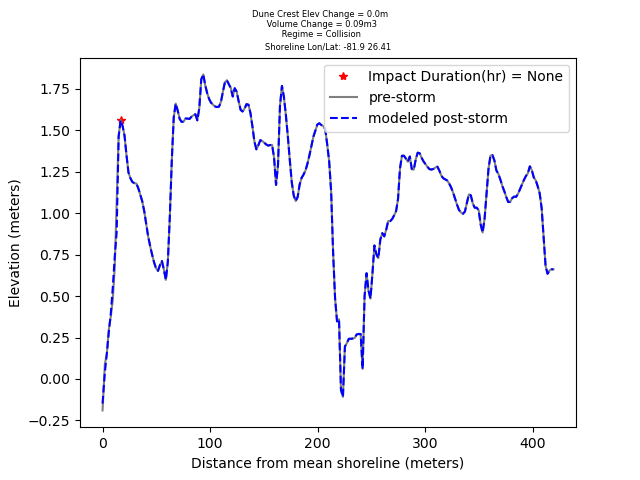 Dune Crest Elev Change = 0.0m
Volume Change = 0.09m3
Regime = Collision
Shoreline Lon/Lat: -81.9 26.41
Impact Duration(hr) = None
pre-storm
modeled post-storm
Elevation (meters)
1.75
1.50
1.25
1.00
0.75
0.50
0.25
0.00
−0.25
0 100 200 300 400
Distance from mean shoreline (meters)